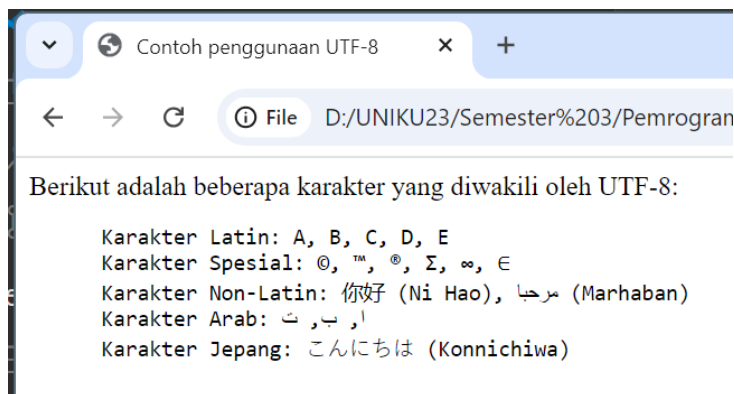 Contoh penggunaan UTF-8
File D:/UNIKU23/Semester%203/Pemrogran
Berikut adalah beberapa karakter yang diwakili oleh UTF-8:
Karakter Latin: A, B, C, D, E
Karakter Spesial: ©, ™, ®, Σ, ∞, ∈
Karakter Non-Latin: 你好 (Ni Hao), مرحبا (Marhaban)
Karakter Arab: ا, ب, ت
Karakter Jepang: こんにちは (Konnichiwa)